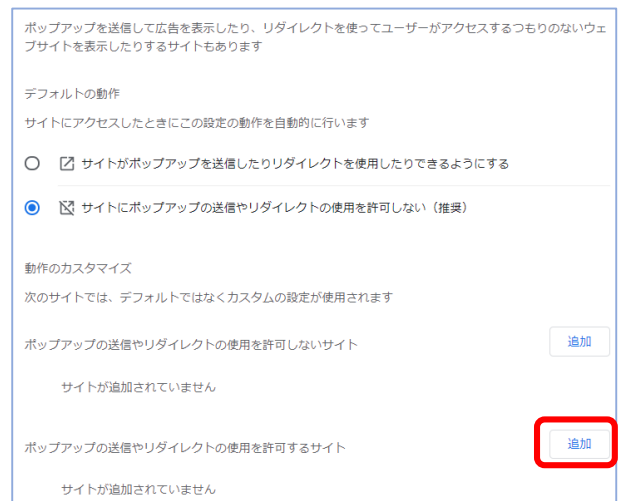 ポップアップを送信して広告を表示したり、リダイレクトを使ってユーザーがアクセスするつもりのないウェ
ブサイトを表示したりするサイトもあります
デフォルトの動作
サイトにアクセスしたときにこの設定の動作を自動的に行います
サイトがポップアップを送信したりリダイレクトを使用したりできるようにする
サイトにポップアップの送信やリダイレクトの使用を許可しない（推奨）
動作のカスタマイズ
次のサイトでは、デフォルトではなくカスタムの設定が使用されます
ポップアップの送信やリダイレクトの使用を許可しないサイト 追加
サイトが追加されていません
ポップアップの送信やリダイレクトの使用を許可するサイト 追加
サイトが追加されていません